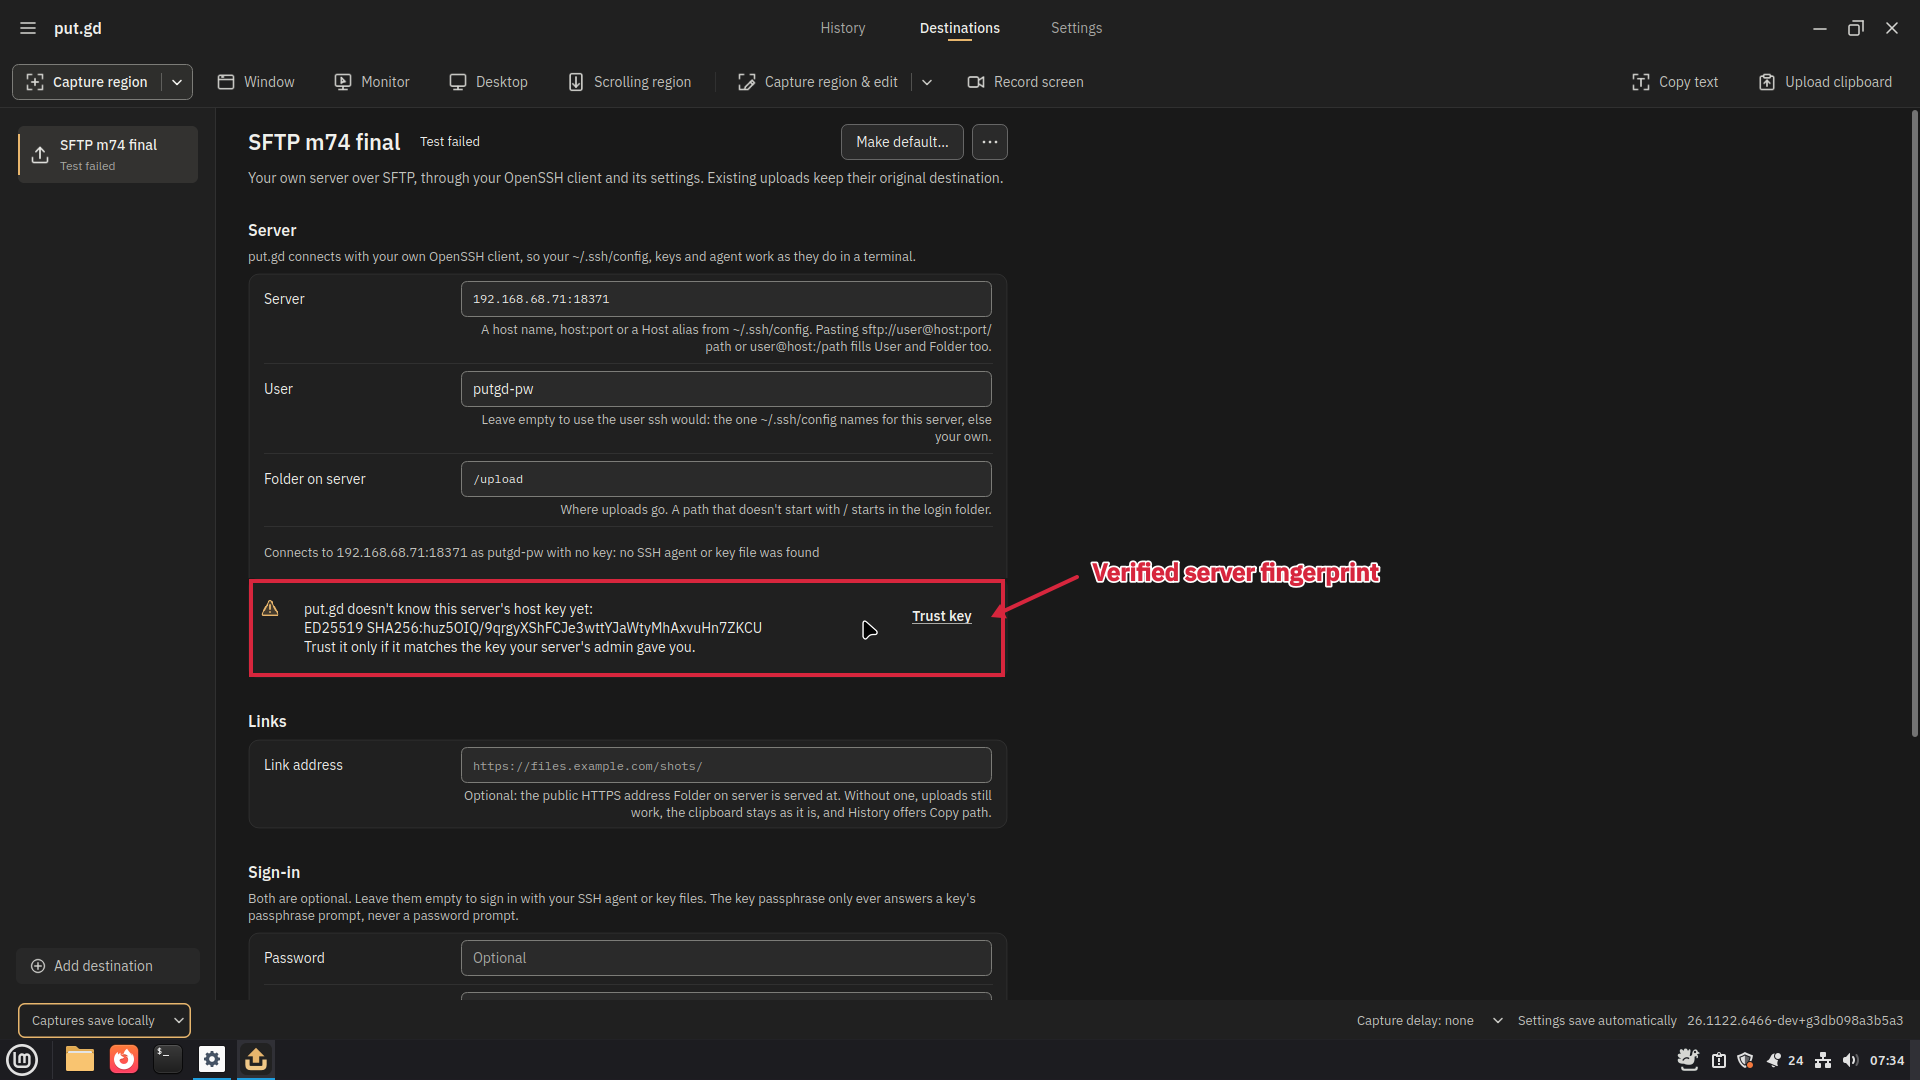 put.gd
History
Destinations
Settings
Capture region
Window
Monitor
Desktop
Scrolling region
Capture region & edit
Record screen
Copy text
Upload clipboard
SFTP m74 final
Test failed
SFTP m74 final
Test failed
Make default...
Your own server over SFTP, through your OpenSSH client and its settings. Existing uploads keep their original destination.
Server
put.gd connects with your own OpenSSH client, so your ~/.ssh/config, keys and agent work as they do in a terminal.
Server
192.168.68.71:18371
A host name, host:port or a Host alias from ~/.ssh/config. Pasting sftp://user@host:port/
path or user@host:/path fills User and Folder too.
User
putgd-pw
Leave empty to use the user ssh would: the one ~/.ssh/config names for this server, else
your own.
Folder on server
/upload
Where uploads go. A path that doesn't start with / starts in the login folder.
Connects to 192.168.68.71:18371 as putgd-pw with no key: no SSH agent or key file was found
Verified server fingerprint
put.gd doesn't know this server's host key yet:
ED25519 SHA256:huz5OIQ/9qrgyXShFCJe3wttYJaWtyMhAxvuHn7ZKCU
Trust it only if it matches the key your server's admin gave you.
Trust key
Links
Link address
https://files.example.com/shots/
Optional: the public HTTPS address Folder on server is served at. Without one, uploads still
work, the clipboard stays as it is, and History offers Copy path.
Sign-in
Both are optional. Leave them empty to sign in with your SSH agent or key files. The key passphrase only ever answers a key's
passphrase prompt, never a password prompt.
Password
Optional
Add destination
Captures save locally
Capture delay: none
Settings save automatically
26.1122.6466-dev+g3db098a3b5a3
24
07:34